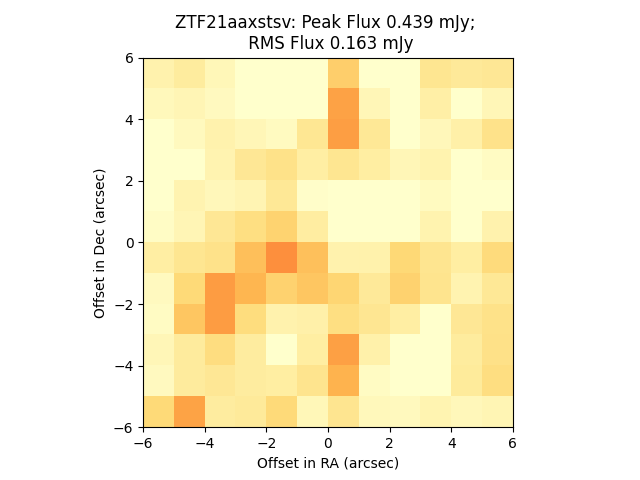 ZTF21aaxstsv: Peak Flux 0.439 mJy;
RMS Flux 0.163 mJy
6
4
2
0
−2
−4
−6
Offset in Dec (arcsec)
−6 −4 −2 0 2 4 6
Offset in RA (arcsec)